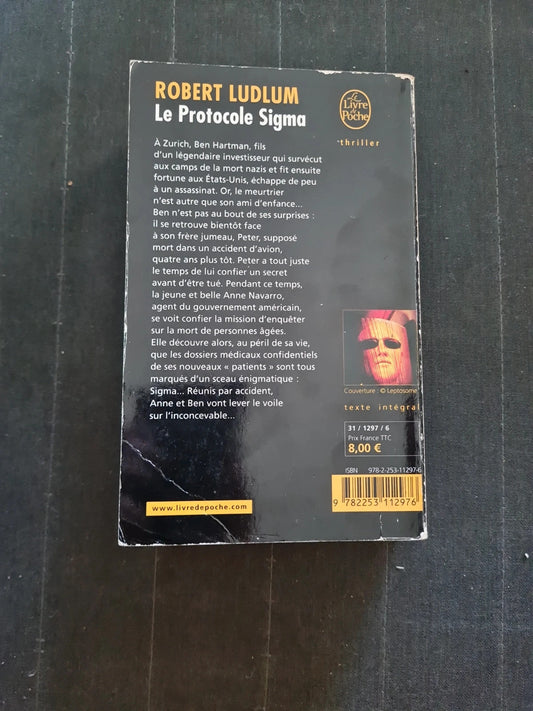 ROBERT LUDLUM
Le Protocole Sigma
Le
Livre
de
Poche
thriller
À Zurich, Ben Hartman, fils
d'un légendaire investisseur qui survécut
aux camps de la mort nazis et fit ensuite
fortune aux États-Unis, échappe de peu
à un assassinat. Or, le meurtrier
n'est autre que son ami d'enfance...
Ben n'est pas au bout de ses surprises :
il se retrouve bientôt face
à son frère jumeau, Peter, supposé
mort dans un accident d'avion,
quatre ans plus tôt. Peter a tout juste
le temps de lui confier un secret
avant d'être tué. Pendant ce temps,
la jeune et belle Anne Navarro,
agent du gouvernement américain,
se voit confier la mission d'enquêter
sur la mort de personnes âgées.
Elle découvre alors, au péril de sa vie,
que les dossiers médicaux confidentiels
de ses nouveaux « patients » sont tous
marqués d'un sceau énigmatique :
Sigma... Réunis par accident,
Anne et Ben vont lever le voile
sur l'inconcevable...
Couverture : © Leptosome
texte intégral
31 / 1297 / 6
Prix France TTC
8,00 €
ISBN 978-2-253-11297-6
9 782253 112976
www.livredepoche.com